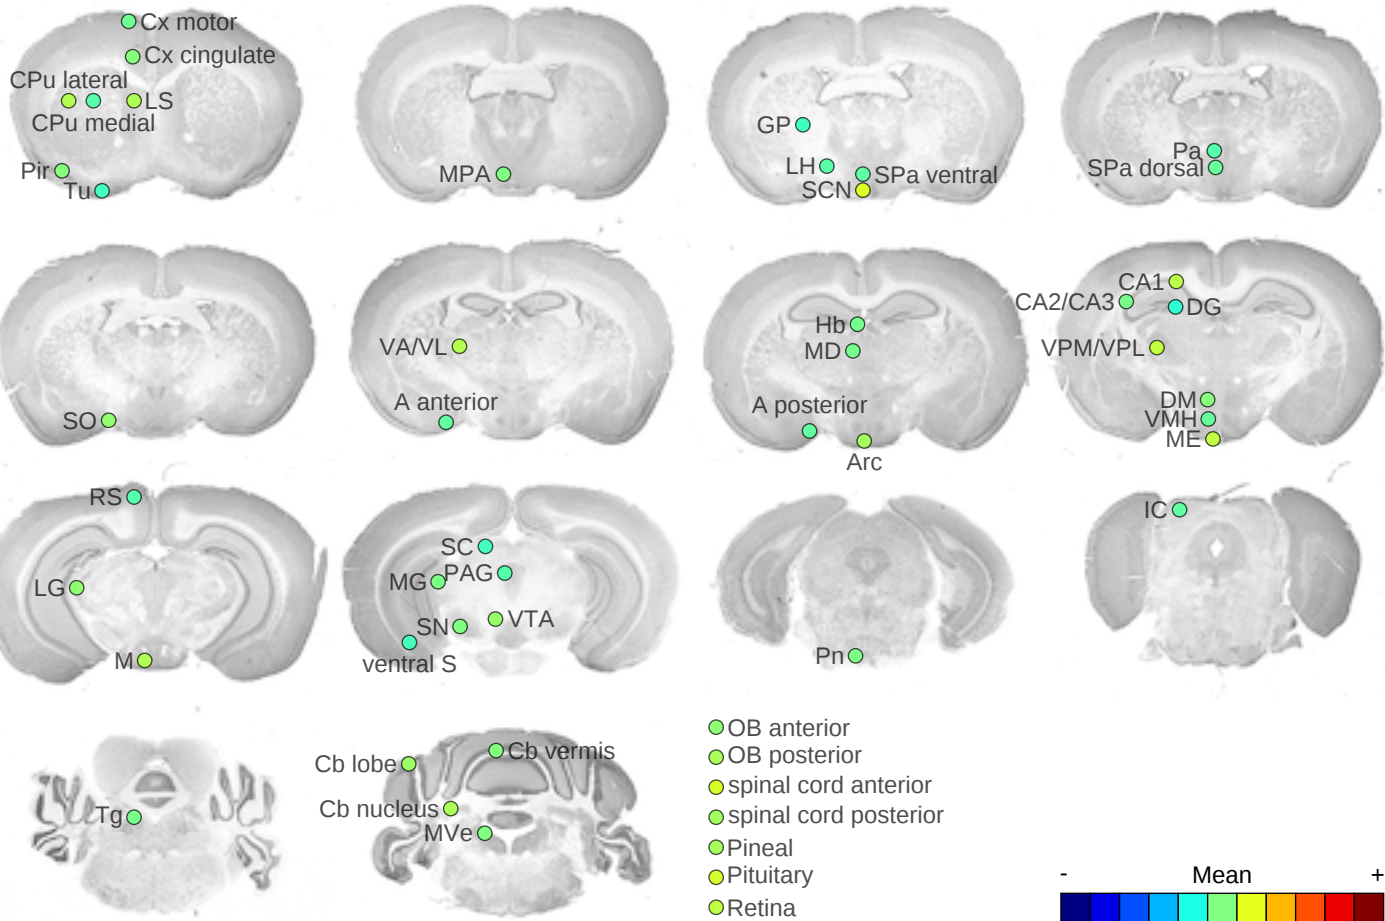 Cx motor
Cx cingulate
CPu lateral
LS
CPu medial
Pir
Tu
MPA
GP
LH
SPa ventral
SCN
Pa
SPa dorsal
SO
VA/VL
A anterior
Hb
MD
A posterior
Arc
CA1
CA2/CA3
DG
VPM/VPL
DM
VMH
ME
RS
LG
M
SC
PAG
MG
VTA
SN
ventral S
Pn
IC
Tg
Cb vermis
Cb lobe
Cb nucleus
MVe
OB anterior
OB posterior
spinal cord anterior
spinal cord posterior
Pineal
Pituitary
Retina
- Mean +